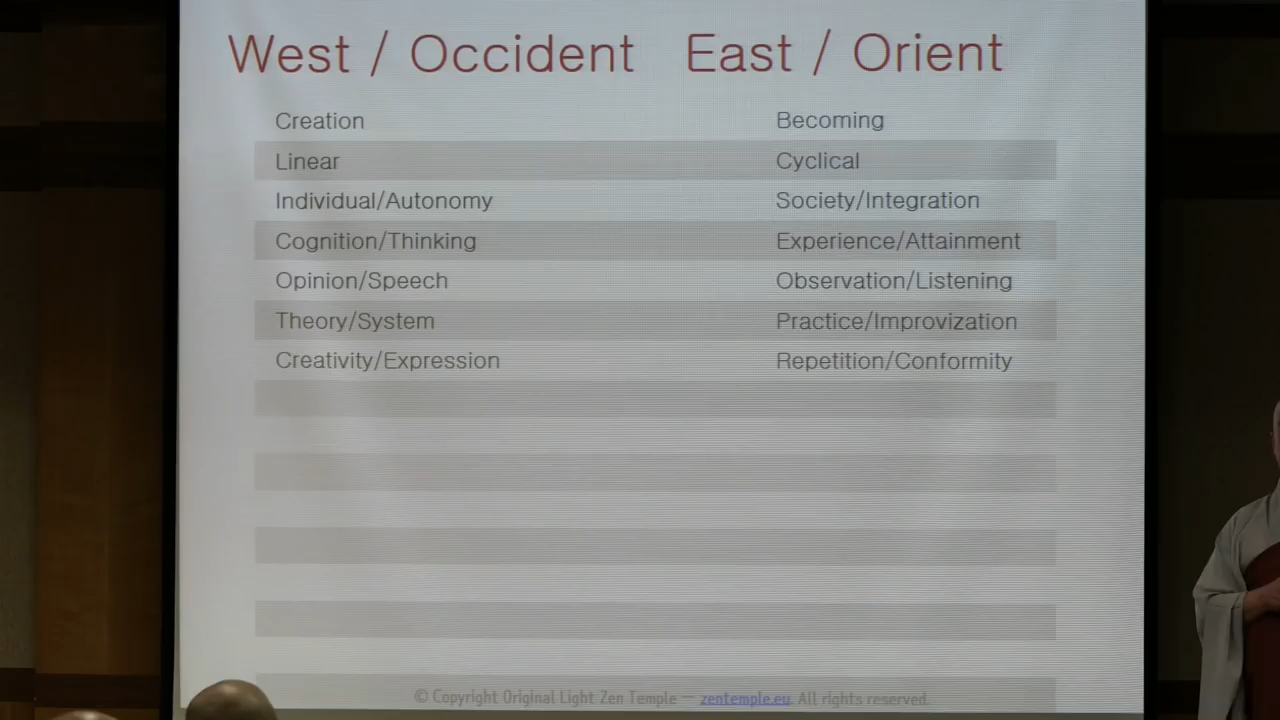 West / Occident East / Orient
Creation Becoming
Linear Cyclical
Individual/Autonomy Society/Integration
Cognition/Thinking Experience/Attainment
Opinion/Speech Observation/Listening
Theory/System Practice/Improvization
Creativity/Expression Repetition/Conformity
© Copyright Original Light Zen Temple — zentemple.eu. All rights reserved.